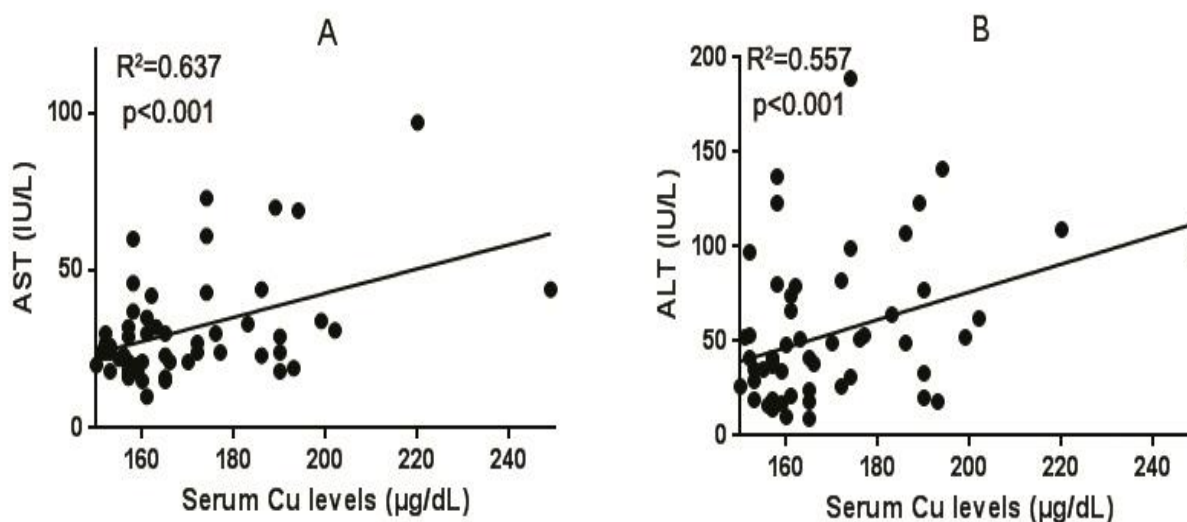 A
R²=0.637
p<0.001
100
50
0
AST (IU/L)
160 180 200 220 240
Serum Cu levels (µg/dL)
B
R²=0.557
p<0.001
200
150
100
50
0
ALT (IU/L)
160 180 200 220 240
Serum Cu levels (µg/dL)